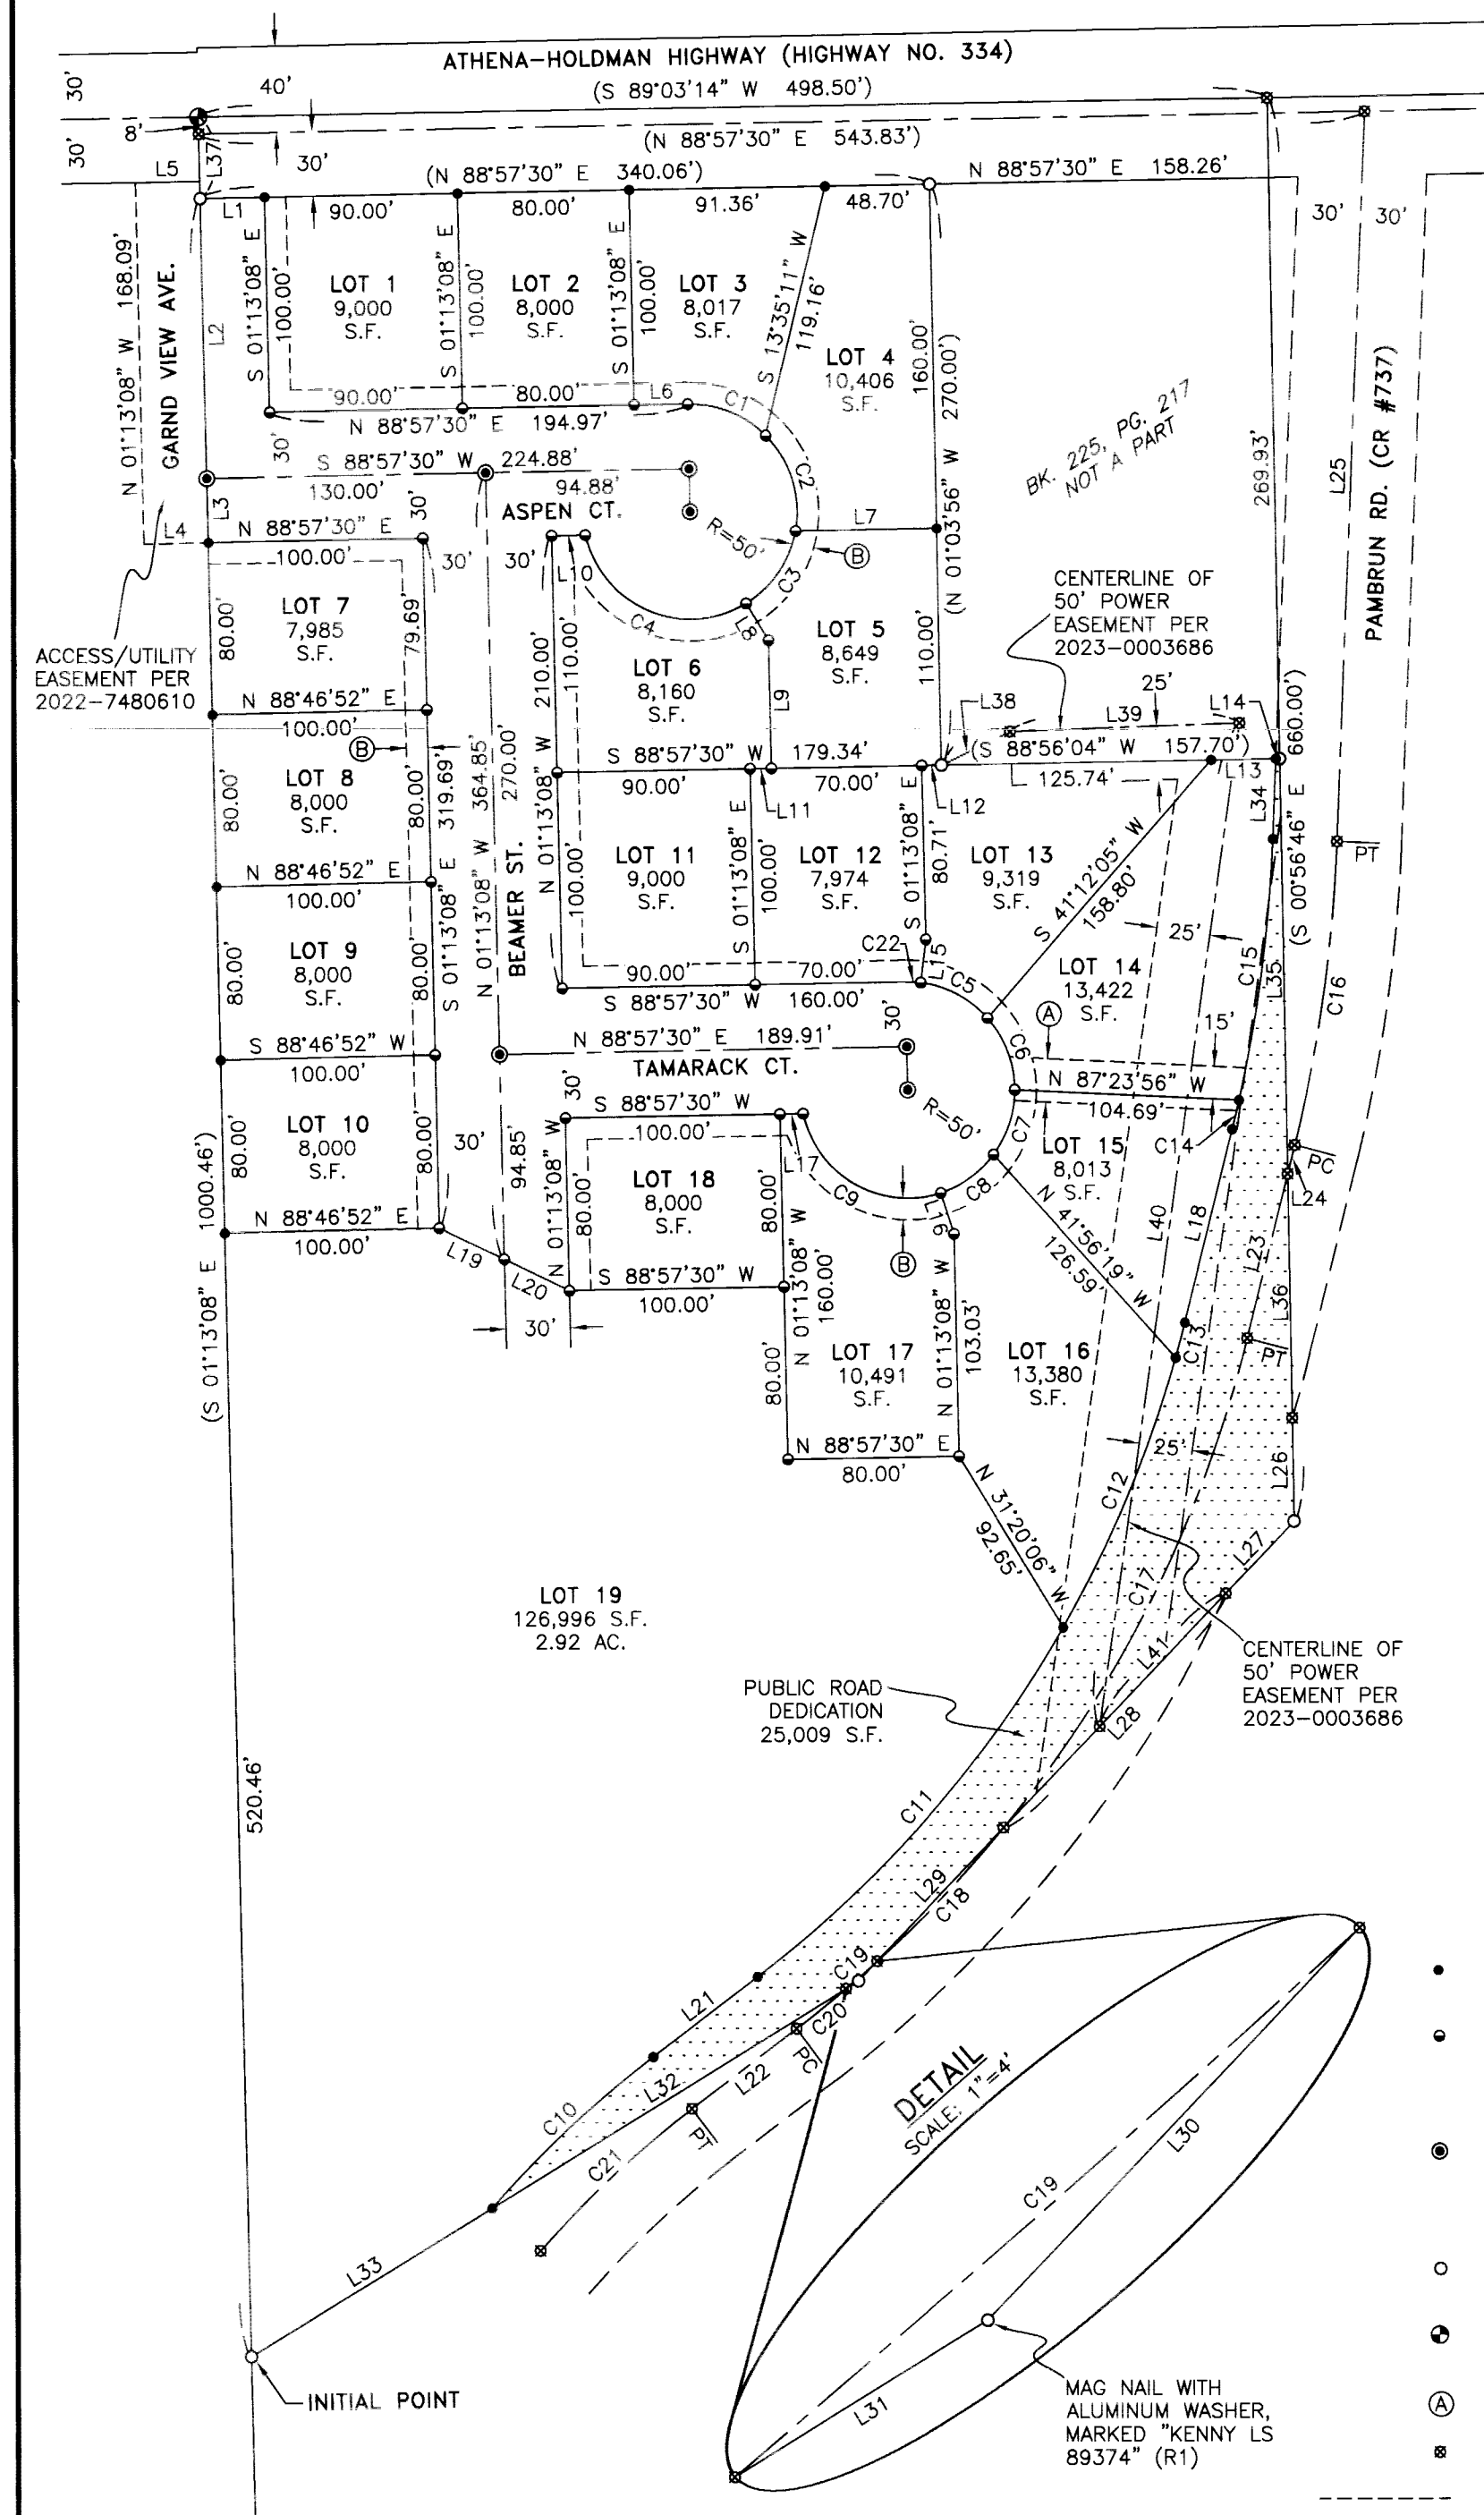 ATHENA-HOLDMAN HIGHWAY (HIGHWAY NO. 334)
(S 89°03'14" W 498.50')
30'
40'
8'
30'
(N 88°57'30" E 543.83')
L5
L37
30'
(N 88°57'30" E 340.06')
N 88°57'30" E 158.26'
L1
90.00'
80.00'
91.36'
48.70'
30'
30'
N 01°13'08" W 168.09'
GARND VIEW AVE.
L2
S 01°13'08" E
100.00'
LOT 1
9,000
S.F.
S 01°13'08" E
100.00'
LOT 2
8,000
S.F.
S 01°13'08" E
100.00'
LOT 3
8,017
S.F.
S 13°35'11" W
119.16'
LOT 4
10,406
S.F.
160.00'
(N 01°03'56" W 270.00')
BK. 225, PG. 217
NOT A PART
269.93'
L25
PAMBRUN RD. (CR #737)
90.00'
80.00'
L6
C1
N 88°57'30" E 194.97'
30'
S 88°57'30" W 224.88'
130.00'
94.88'
C2
L3
L4
N 88°57'30" E
100.00'
30'
ASPEN CT.
R=50'
L7
B
30'
30'
L10
C3
C4
L8
LOT 7
7,985
S.F.
80.00'
79.69'
ACCESS/UTILITY
EASEMENT PER
2022-7480610
CENTERLINE OF
50' POWER
EASEMENT PER
2023-0003686
LOT 5
8,649
S.F.
LOT 6
8,160
S.F.
210.00'
110.00'
L9
110.00'
25'
L14
L38
L39
N 88°46'52" E
100.00'
B
(S 88°56'04" W 157.70')
125.74'
L13
(S 00°56'46" E 660.00')
S 88°57'30" W 179.34'
90.00'
70.00'
L11
L12
L34
PT
LOT 8
8,000
S.F.
80.00'
80.00'
S 01°13'08" E 319.69'
N 01°13'08" W 364.85'
270.00'
BEAMER ST.
N 01°13'08" W
100.00'
LOT 11
9,000
S.F.
S 01°13'08" E
100.00'
LOT 12
7,974
S.F.
S 01°13'08" E
80.71'
LOT 13
9,319
S.F.
S 41°12'05" W
158.80'
N 88°46'52" E
100.00'
25'
LOT 9
8,000
S.F.
80.00'
80.00'
C22
L15
C5
LOT 14
13,422
S.F.
C15
L35
C16
90.00'
70.00'
S 88°57'30" W 160.00'
30'
A
15'
C6
N 88°57'30" E 189.91'
TAMARACK CT.
S 88°46'52" W
100.00'
N 87°23'56" W
104.69'
30'
S 88°57'30" W
100.00'
R=50'
C7
C14
LOT 15
8,013
S.F.
PC
L24
LOT 10
8,000
S.F.
80.00'
80.00'
30'
94.85'
N 01°13'08" W
80.00'
LOT 18
8,000
S.F.
L17
80.00'
C9
C8
L16
B
N 41°56'19" W
126.59'
L40
L18
L23
L36
N 88°46'52" E
100.00'
L19
L20
30'
S 88°57'30" W
100.00'
N 01°13'08" W
160.00'
N 01°13'08" W
103.03'
C13
PT
(S 01°13'08" E 1000.46')
80.00'
LOT 17
10,491
S.F.
LOT 16
13,380
S.F.
N 88°57'30" E
80.00'
25'
L26
C12
N 31°20'06" W
92.65'
L27
C17
LOT 19
126,996 S.F.
2.92 AC.
L41
CENTERLINE OF
50' POWER
EASEMENT PER
2023-0003686
PUBLIC ROAD
DEDICATION
25,009 S.F.
L28
520.46'
C11
L29
C18
C19
C20
L21
PC
L22
L32
C10
PT
C21
DETAIL
SCALE: 1"=4'
L30
C19
L33
L31
INITIAL POINT
MAG NAIL WITH
ALUMINUM WASHER,
MARKED "KENNY LS
89374" (R1)
A